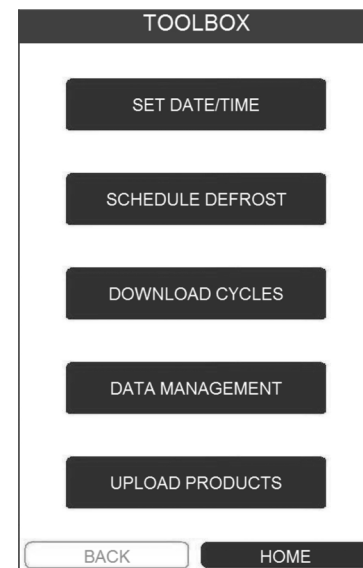 TOOLBOX
SET DATE/TIME
SCHEDULE DEFROST
DOWNLOAD CYCLES
DATA MANAGEMENT
UPLOAD PRODUCTS
BACK HOME